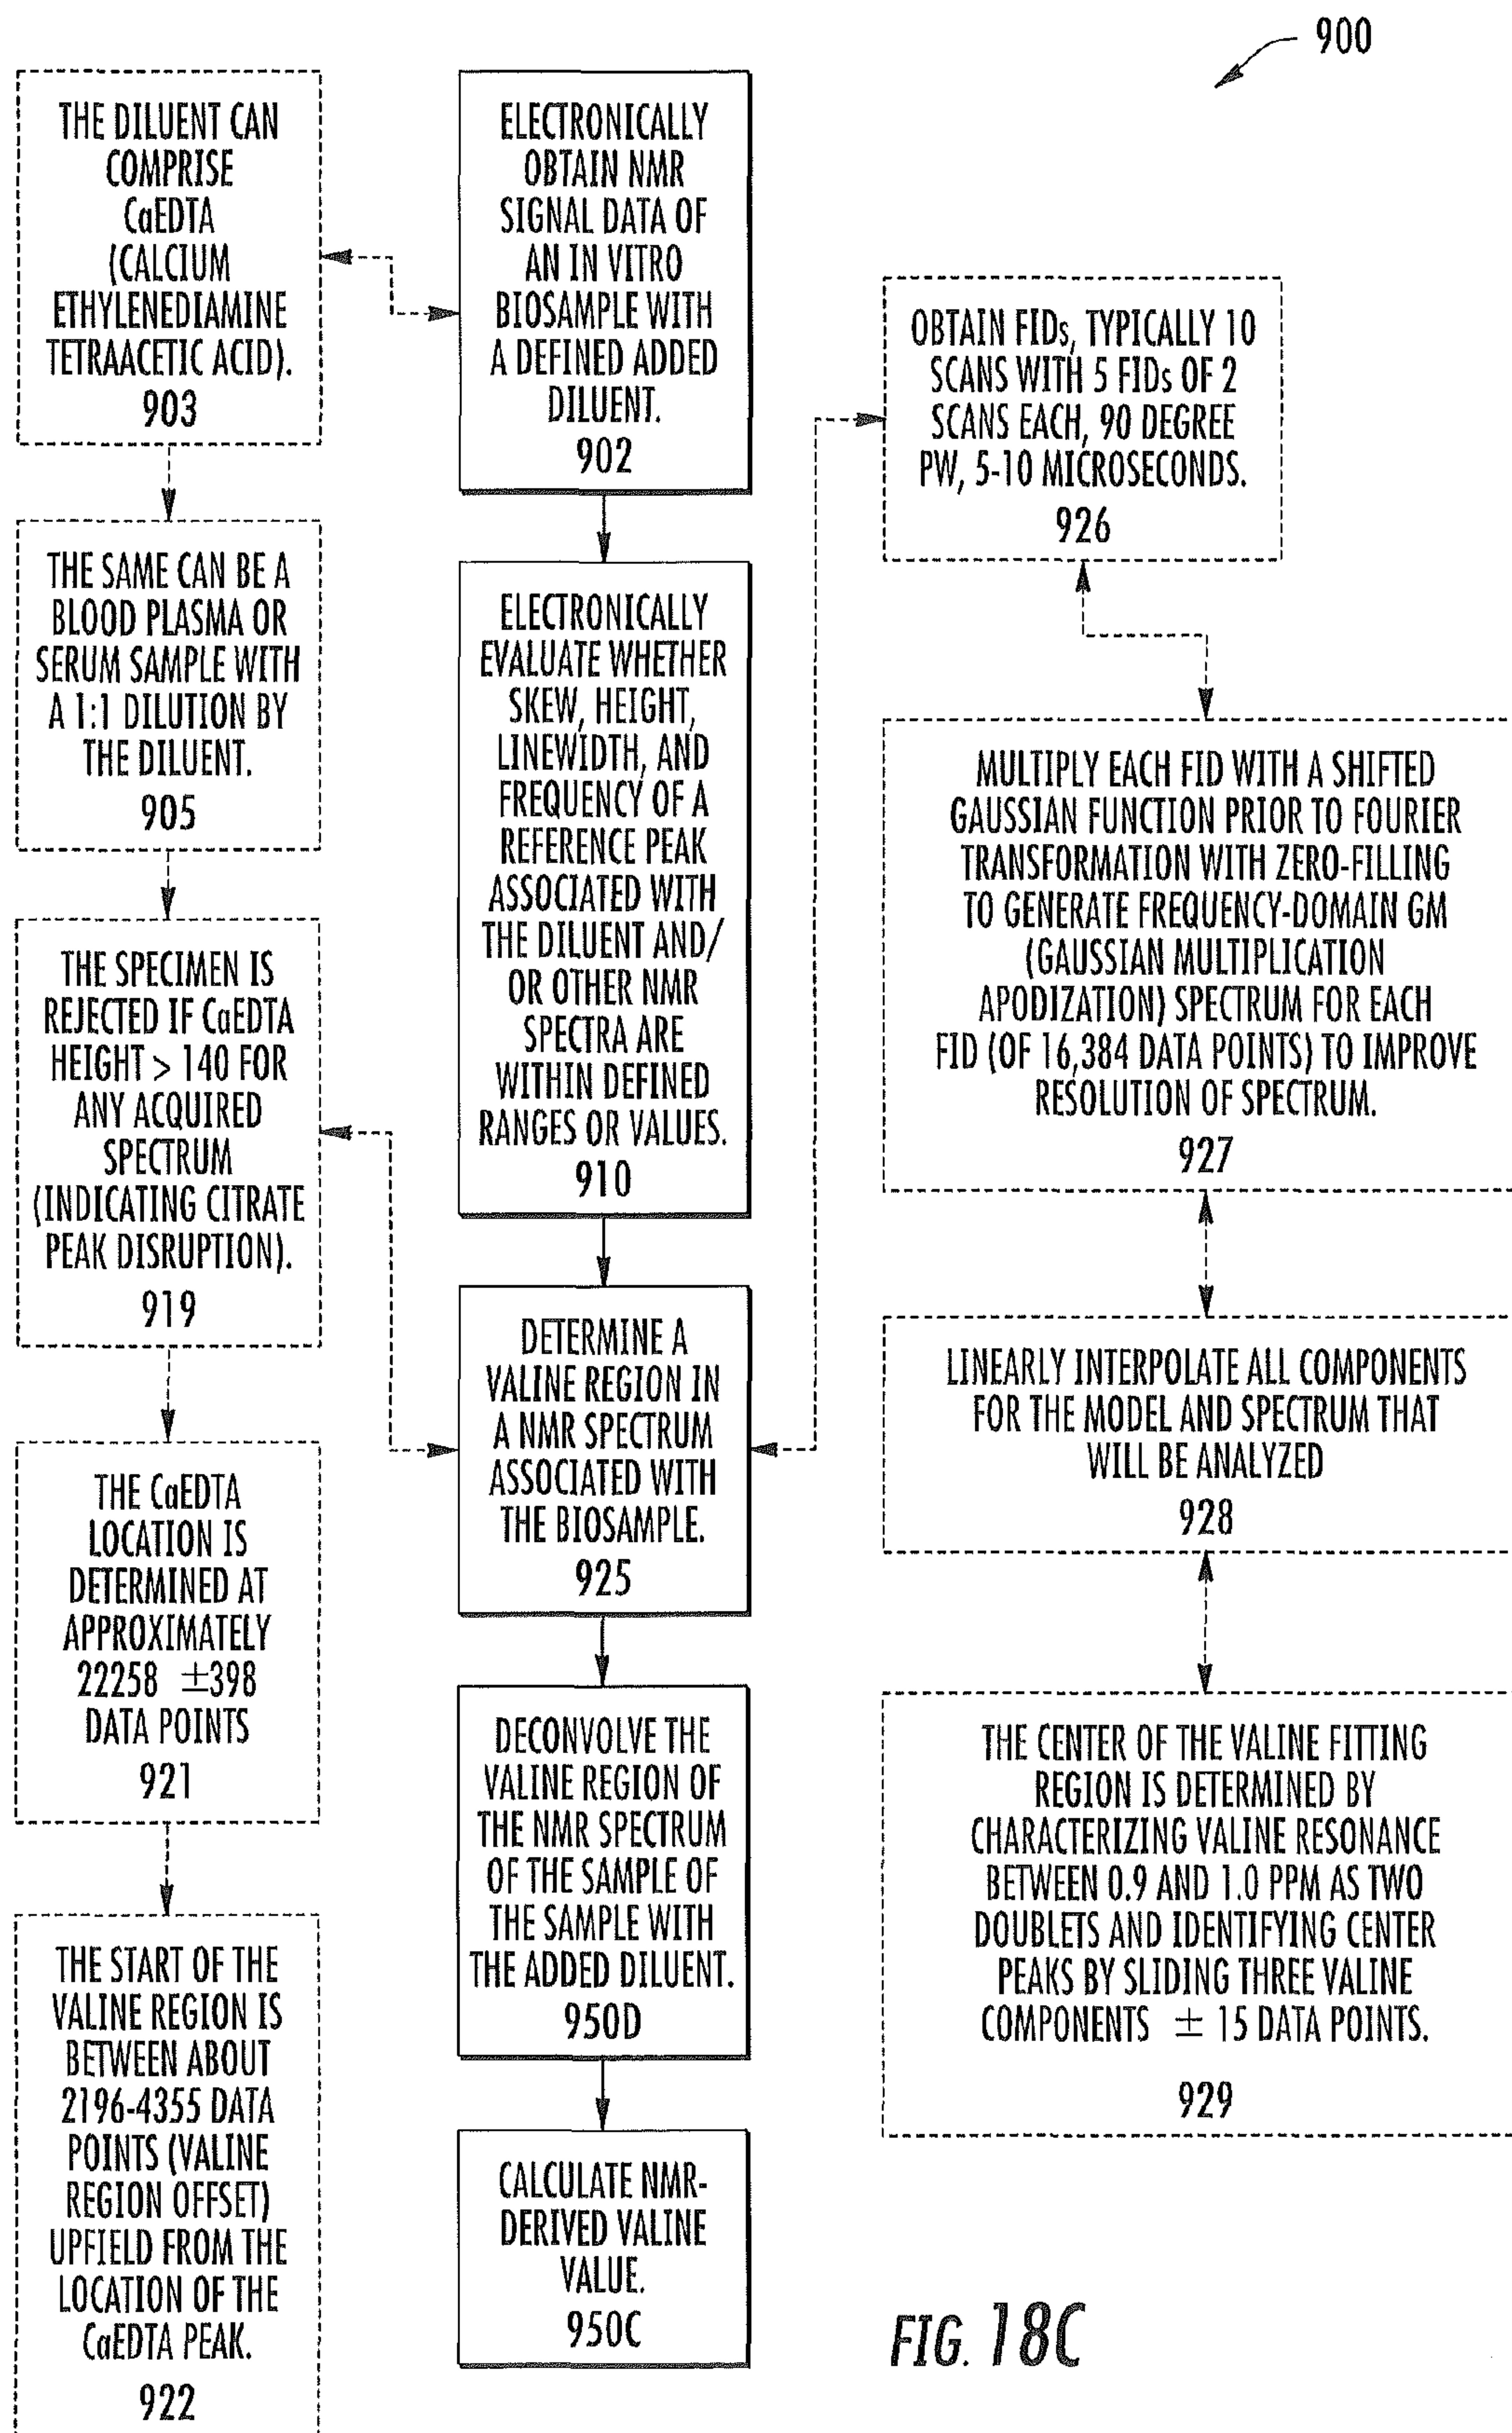 900
THE DILUENT CAN
COMPRISE
CaEDTA
(CALCIUM
ETHYLENEDIAMINE
TETRAACETIC ACID).
903
THE SAME CAN BE A
BLOOD PLASMA OR
SERUM SAMPLE WITH
A 1:1 DILUTION BY
THE DILUENT.
905
THE SPECIMEN IS
REJECTED IF CaEDTA
HEIGHT > 140 FOR
ANY ACQUIRED
SPECTRUM
(INDICATING CITRATE
PEAK DISRUPTION).
919
THE CaEDTA
LOCATION IS
DETERMINED AT
APPROXIMATELY
22258 ±398
DATA POINTS
921
THE START OF THE
VALINE REGION IS
BETWEEN ABOUT
2196-4355 DATA
POINTS (VALINE
REGION OFFSET)
UPFIELD FROM THE
LOCATION OF THE
CaEDTA PEAK.
922
ELECTRONICALLY
OBTAIN NMR
SIGNAL DATA OF
AN IN VITRO
BIOSAMPLE WITH
A DEFINED ADDED
DILUENT.
902
ELECTRONICALLY
EVALUATE WHETHER
SKEW, HEIGHT,
LINEWIDTH, AND
FREQUENCY OF A
REFERENCE PEAK
ASSOCIATED WITH
THE DILUENT AND/
OR OTHER NMR
SPECTRA ARE
WITHIN DEFINED
RANGES OR VALUES.
910
DETERMINE A
VALINE REGION IN
A NMR SPECTRUM
ASSOCIATED WITH
THE BIOSAMPLE.
925
DECONVOLVE THE
VALINE REGION OF
THE NMR SPECTRUM
OF THE SAMPLE OF
THE SAMPLE WITH
THE ADDED DILUENT.
950D
CALCULATE NMR-
DERIVED VALINE
VALUE.
950C
OBTAIN FIDs, TYPICALLY 10
SCANS WITH 5 FIDs OF 2
SCANS EACH, 90 DEGREE
PW, 5-10 MICROSECONDS.
926
MULTIPLY EACH FID WITH A SHIFTED
GAUSSIAN FUNCTION PRIOR TO FOURIER
TRANSFORMATION WITH ZERO-FILLING
TO GENERATE FREQUENCY-DOMAIN GM
(GAUSSIAN MULTIPLICATION
APODIZATION) SPECTRUM FOR EACH
FID (OF 16,384 DATA POINTS) TO IMPROVE
RESOLUTION OF SPECTRUM.
927
LINEARLY INTERPOLATE ALL COMPONENTS
FOR THE MODEL AND SPECTRUM THAT
WILL BE ANALYZED
928
THE CENTER OF THE VALINE FITTING
REGION IS DETERMINED BY
CHARACTERIZING VALINE RESONANCE
BETWEEN 0.9 AND 1.0 PPM AS TWO
DOUBLETS AND IDENTIFYING CENTER
PEAKS BY SLIDING THREE VALINE
COMPONENTS ± 15 DATA POINTS.
929
FIG. 18C